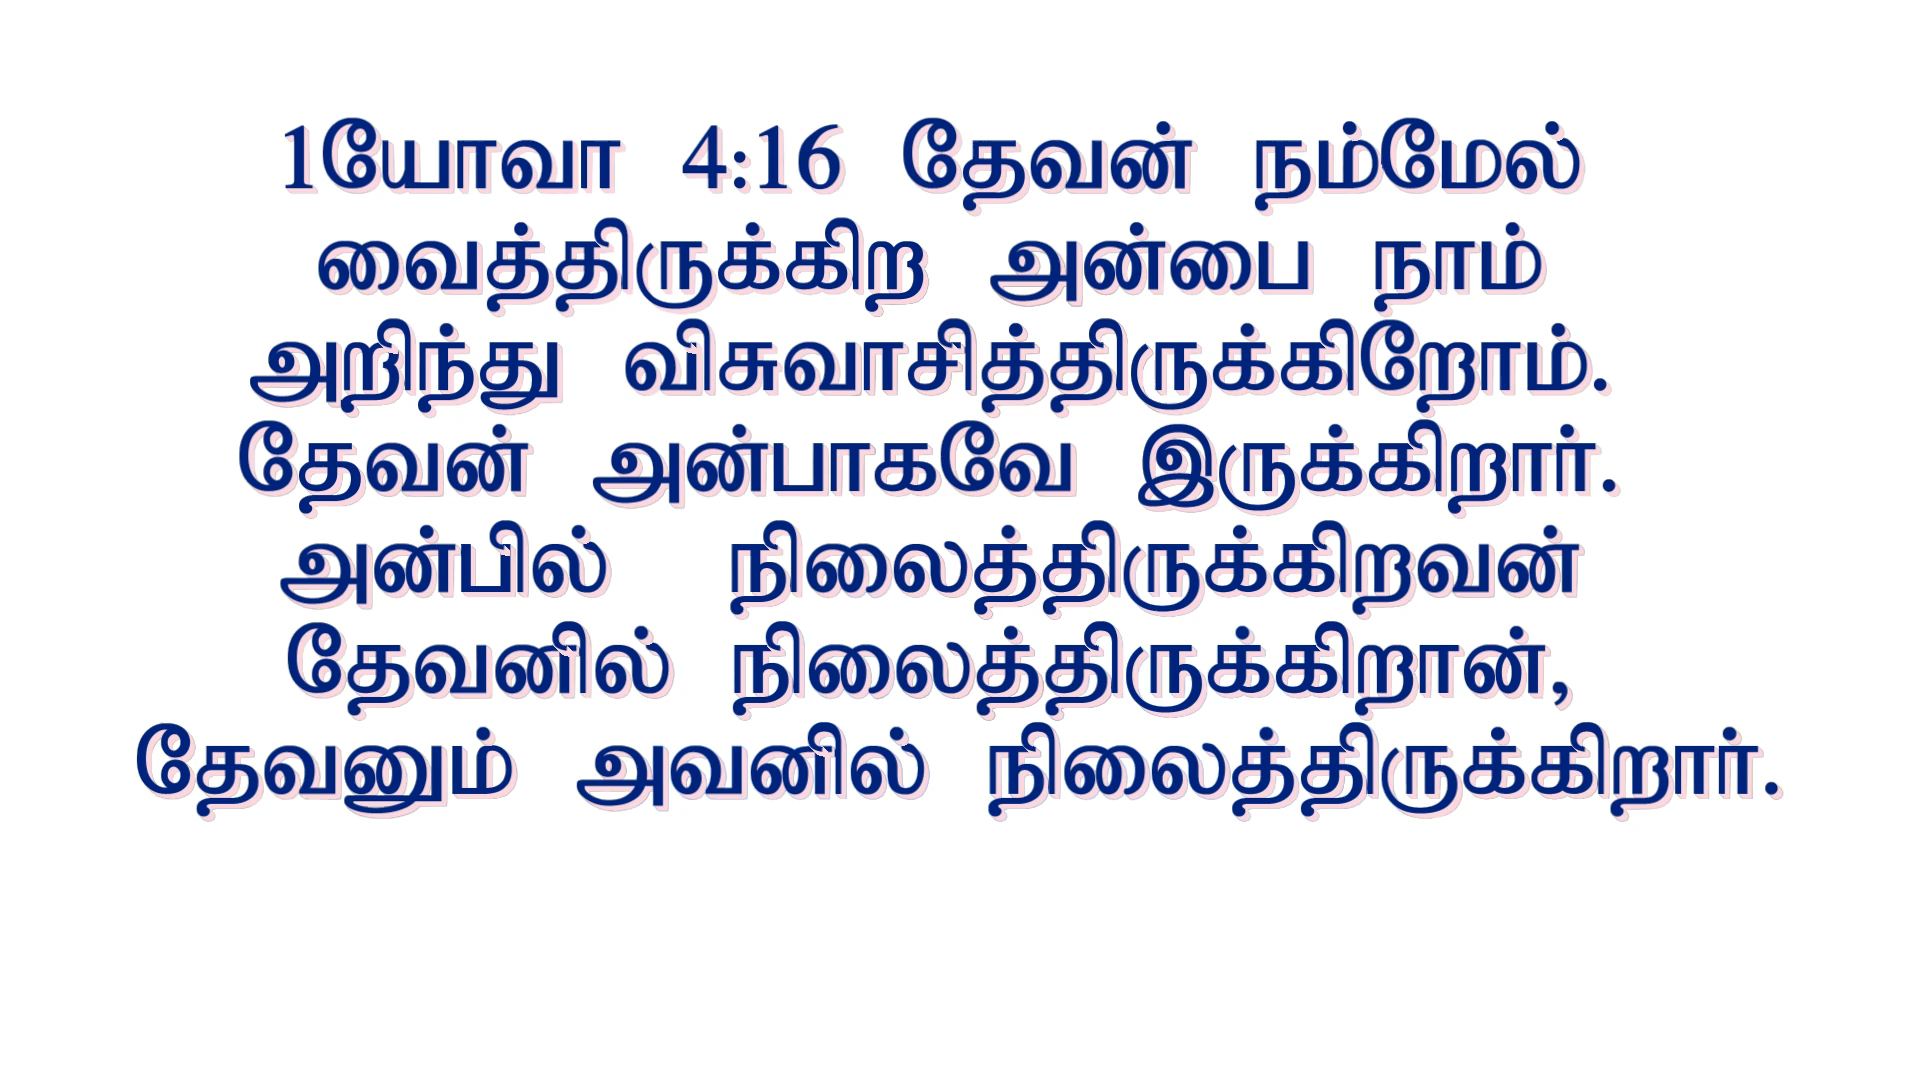 1யோவா 4:16 தேவன் நம்மேல்
வைத்திருக்கிற அன்பை நாம்
அறிந்து விசுவாசித்திருக்கிறோம்.
தேவன் அன்பாகவே இருக்கிறார்.
அன்பில் நிலைத்திருக்கிறவன்
தேவனில் நிலைத்திருக்கிறான்,
தேவனும் அவனில் நிலைத்திருக்கிறார்.